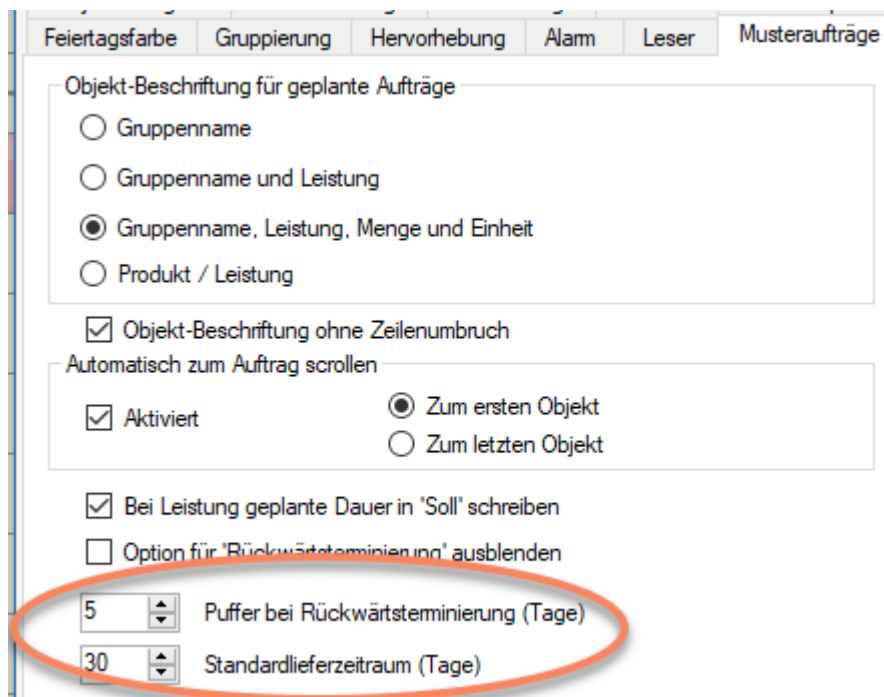 Feiertagsfarbe Gruppierung Hervorhebung Alarm Leser Musteraufträge
Objekt-Beschriftung für geplante Aufträge
Gruppenname
Gruppenname und Leistung
Gruppenname, Leistung, Menge und Einheit
Produkt / Leistung
Objekt-Beschriftung ohne Zeilenumbruch
Automatisch zum Auftrag scrollen
Aktiviert
Zum ersten Objekt
Zum letzten Objekt
Bei Leistung geplante Dauer in "Soll" schreiben
Option für "Rückwärtsterminierung" ausblenden
5 Puffer bei Rückwärtsterminierung (Tage)
30 Standardlieferzeitraum (Tage)